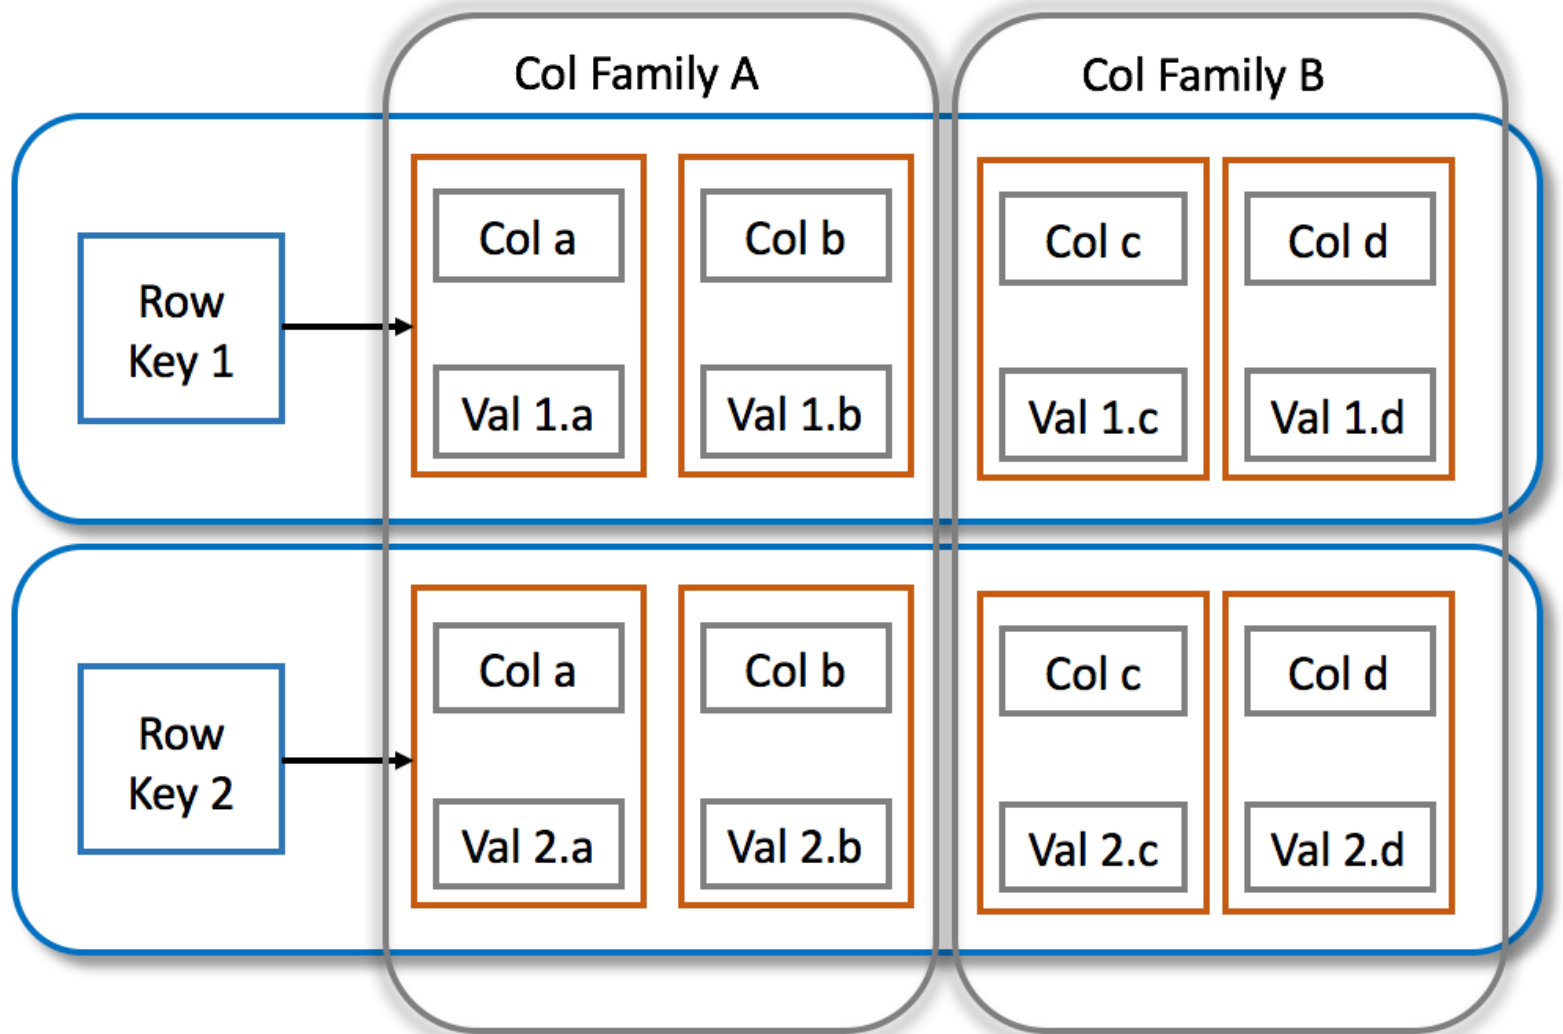 Col Family A
Col Family B
Row
Key 1
Col a
Col b
Col c
Col d
Val 1.a
Val 1.b
Val 1.c
Val 1.d
Row
Key 2
Col a
Col b
Col c
Col d
Val 2.a
Val 2.b
Val 2.c
Val 2.d